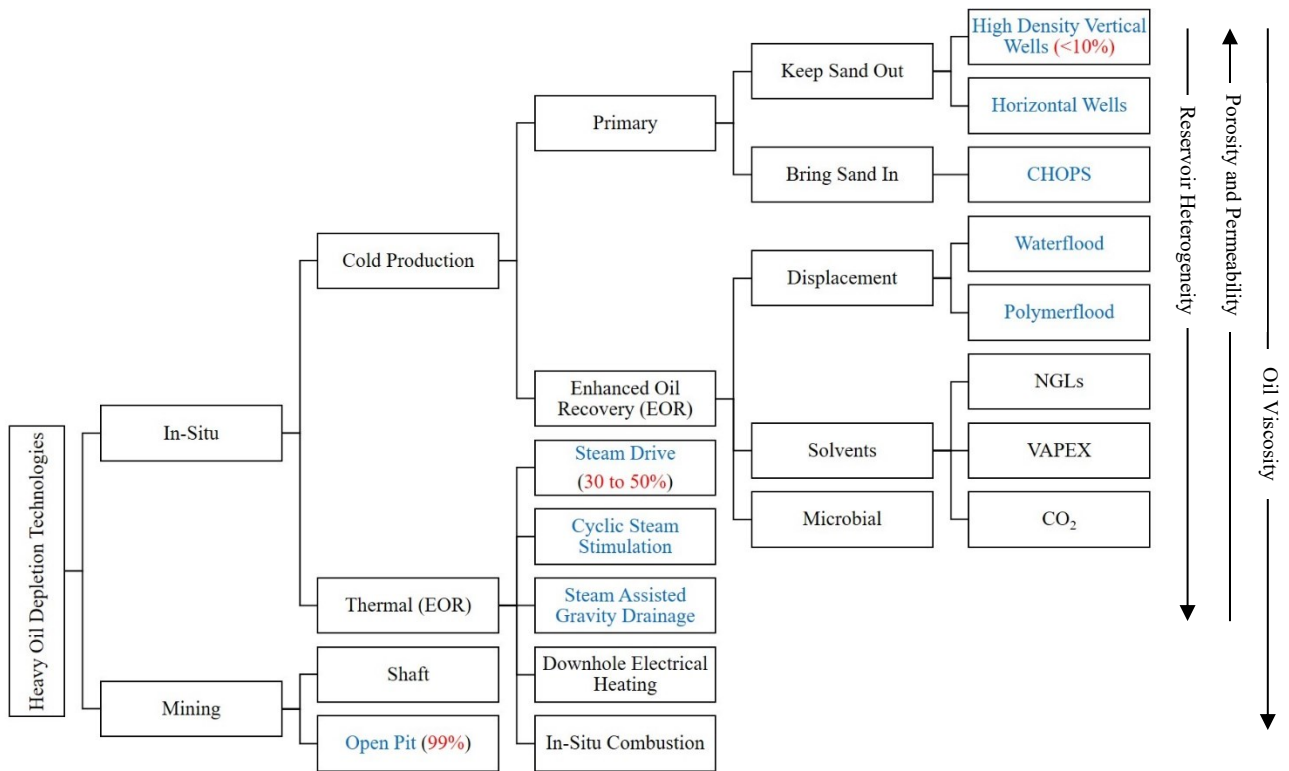 High Density Vertical
Wells (<10%)
Keep Sand Out
Horizontal Wells
Primary
Bring Sand In
CHOPS
Waterflood
Cold Production
Displacement
Polymerflood
NGLs
Enhanced Oil
Recovery (EOR)
In-Situ
Solvents
VAPEX
Steam Drive
(30 to 50%)
Microbial
CO₂
Cyclic Steam
Stimulation
Heavy Oil Depletion Technologies
Thermal (EOR)
Steam Assisted
Gravity Drainage
Shaft
Downhole Electrical
Heating
Mining
Open Pit (99%)
In-Situ Combustion
Reservoir Heterogeneity
Porosity and Permeability
Oil Viscosity